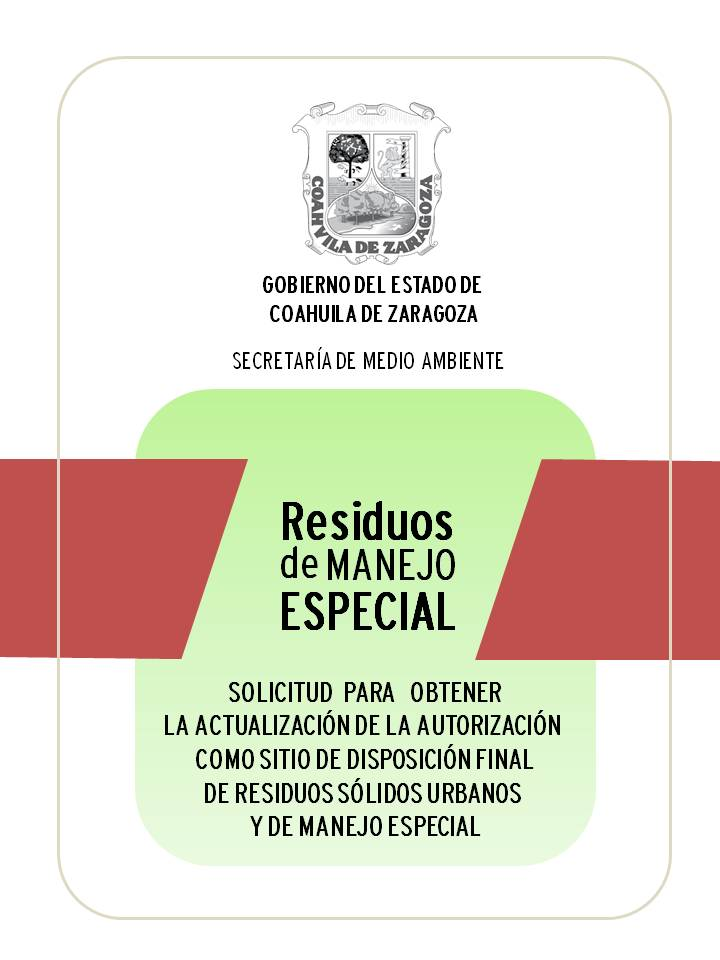 COAHVILA DE ZARAGOZA
GOBIERNO DEL ESTADO DE
COAHUILA DE ZARAGOZA
SECRETARÍA DE MEDIO AMBIENTE
Residuos
de MANEJO
ESPECIAL
SOLICITUD PARA OBTENER
LA ACTUALIZACIÓN DE LA AUTORIZACIÓN
COMO SITIO DE DISPOSICIÓN FINAL
DE RESIDUOS SÓLIDOS URBANOS
Y DE MANEJO ESPECIAL